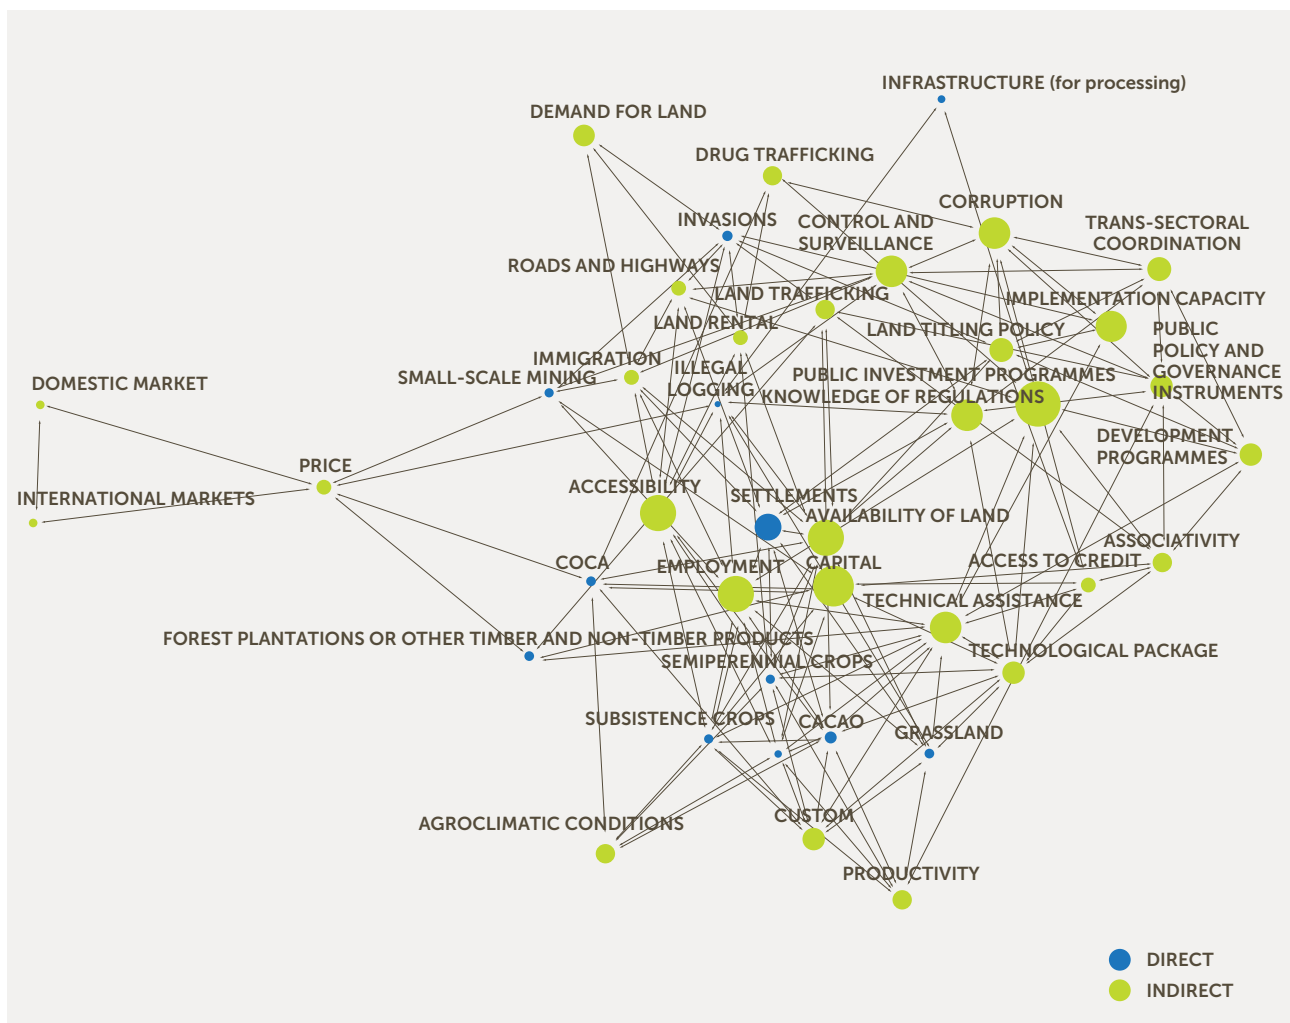 INFRASTRUCTURE (for processing)
DEMAND FOR LAND
DRUG TRAFFICKING
CORRUPTION
INVASIONS
CONTROL AND
SURVEILLANCE
TRANS-SECTORAL
COORDINATION
ROADS AND HIGHWAYS
LAND TRAFFICKING
IMPLEMENTATION CAPACITY
LAND RENTAL
LAND TITLING POLICY
PUBLIC
POLICY AND
GOVERNANCE
INSTRUMENTS
IMMIGRATION
ILLEGAL
LOGGING
SMALL-SCALE MINING
PUBLIC INVESTMENT PROGRAMMES
KNOWLEDGE OF REGULATIONS
DOMESTIC MARKET
DEVELOPMENT
PROGRAMMES
PRICE
INTERNATIONAL MARKETS
ACCESSIBILITY
SETTLEMENTS
AVAILABILITY OF LAND
ASSOCIATIVITY
COCA
EMPLOYMENT
CAPITAL
ACCESS TO CREDIT
TECHNICAL ASSISTANCE
FOREST PLANTATIONS OR OTHER TIMBER AND NON-TIMBER PRODUCTS
SEMIPERENNIAL CROPS
TECHNOLOGICAL PACKAGE
SUBSISTENCE CROPS
CACAO
GRASSLAND
AGROCLIMATIC CONDITIONS
CUSTOM
PRODUCTIVITY
DIRECT
INDIRECT